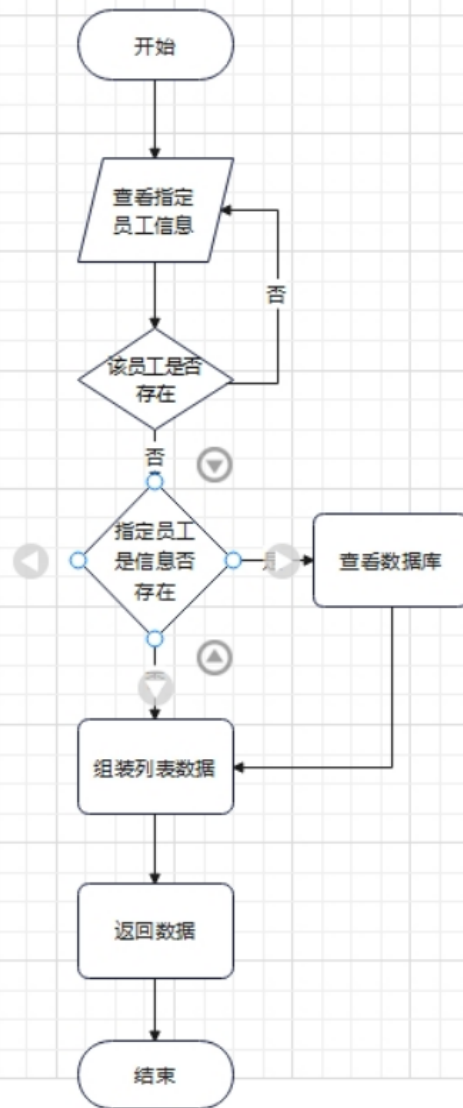 开始
查看指定
员工信息
否
该员工是否
存在
否
指定员工
是信息否
存在
查看数据库
组装列表数据
返回数据
结束